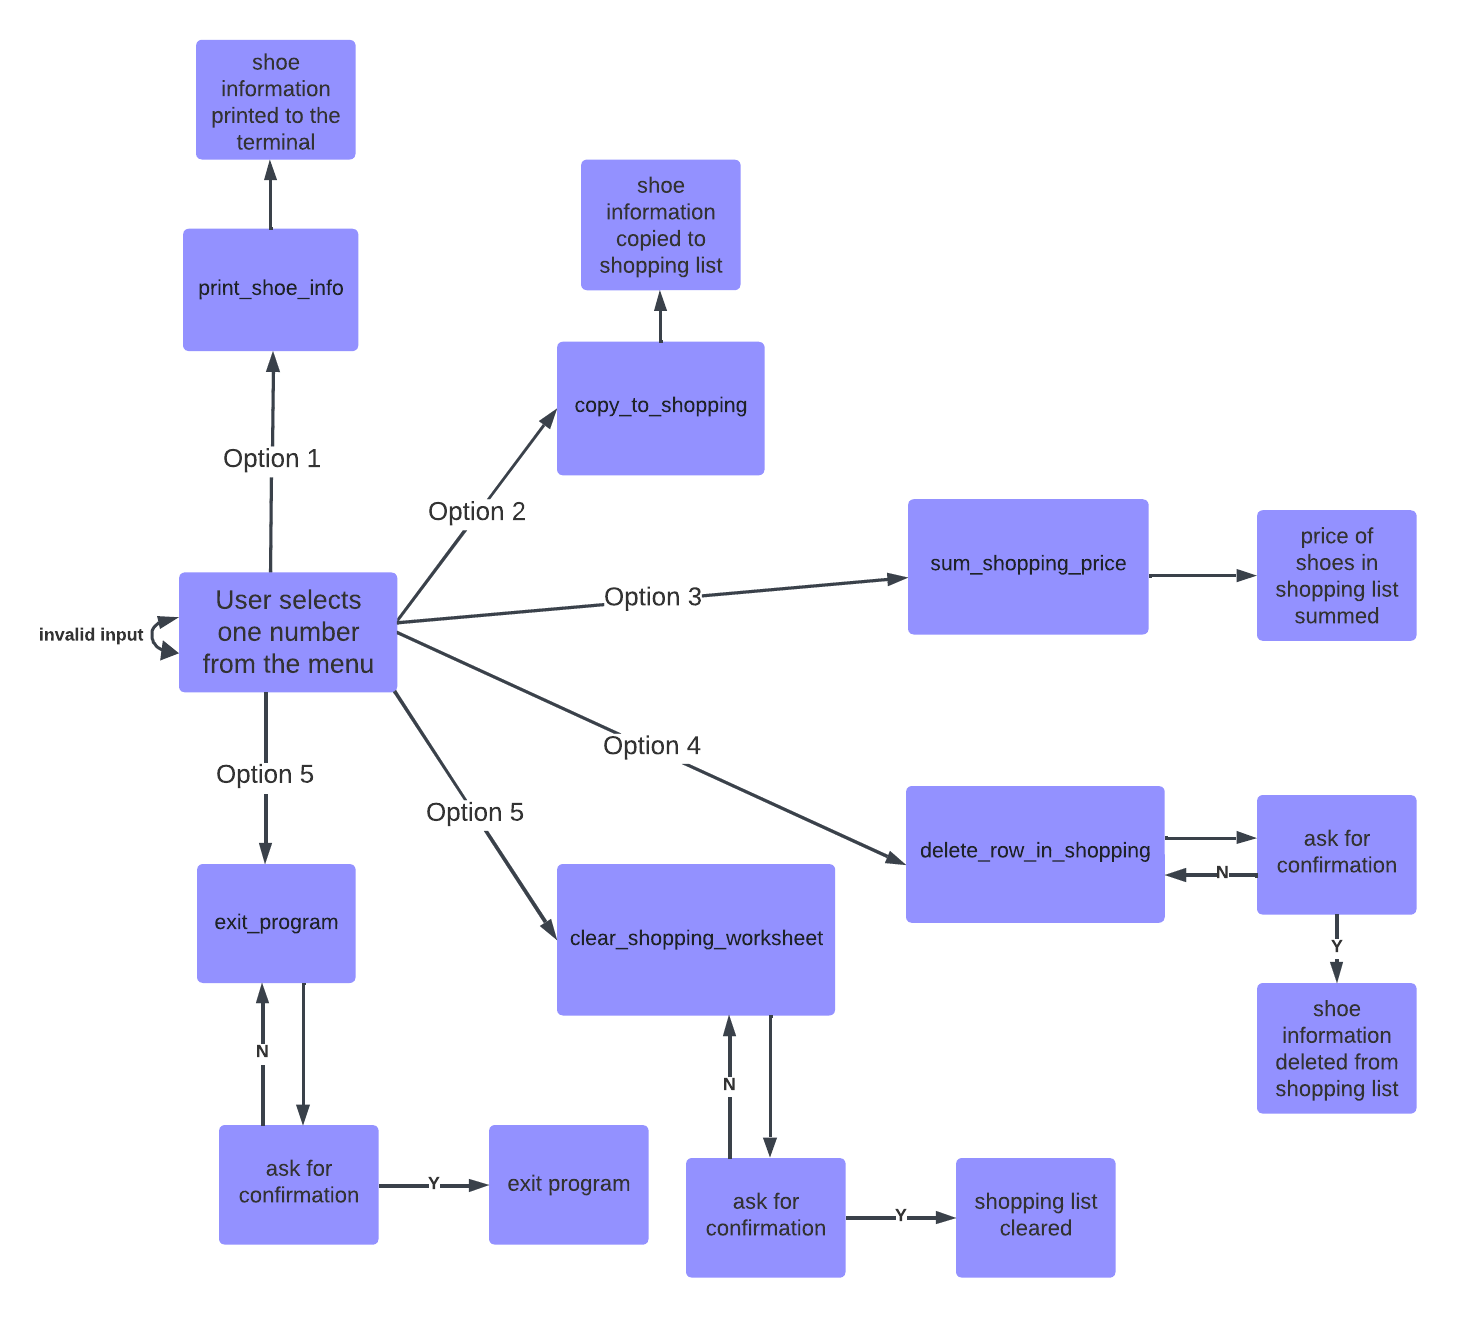 shoe
information
printed to the
terminal
print_shoe_info
Option 1
shoe
information
copied to
shopping list
copy_to_shopping
Option 2
sum_shopping_price
price of
shoes in
shopping list
summed
Option 3
User selects
one number
from the menu
invalid input
Option 4
Option 5
Option 5
delete_row_in_shopping
ask for
confirmation
N
Y
shoe
information
deleted from
shopping list
exit_program
clear_shopping_worksheet
N
N
ask for
confirmation
Y
exit program
ask for
confirmation
Y
shopping list
cleared